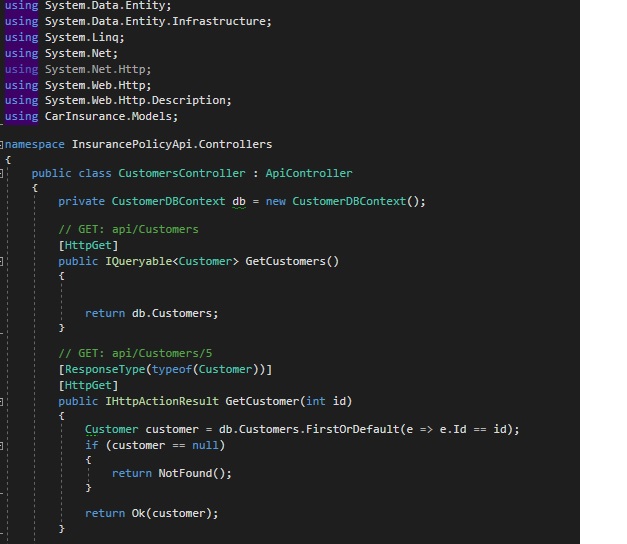 using System.Data.Entity;
using System.Data.Entity.Infrastructure;
using System.Linq;
using System.Net;
using System.Net.Http;
using System.Web.Http;
using System.Web.Http.Description;
using CarInsurance.Models;
namespace InsurancePolicyApi.Controllers
{
public class CustomersController : ApiController
{
private CustomerDBContext db = new CustomerDBContext();
// GET: api/Customers
[HttpGet]
public IQueryable<Customer> GetCustomers()
{
return db.Customers;
}
// GET: api/Customers/5
[ResponseType(typeof(Customer))]
[HttpGet]
public IHttpActionResult GetCustomer(int id)
{
Customer customer = db.Customers.FirstOrDefault(e => e.Id == id);
if (customer == null)
{
return NotFound();
}
return Ok(customer);
}